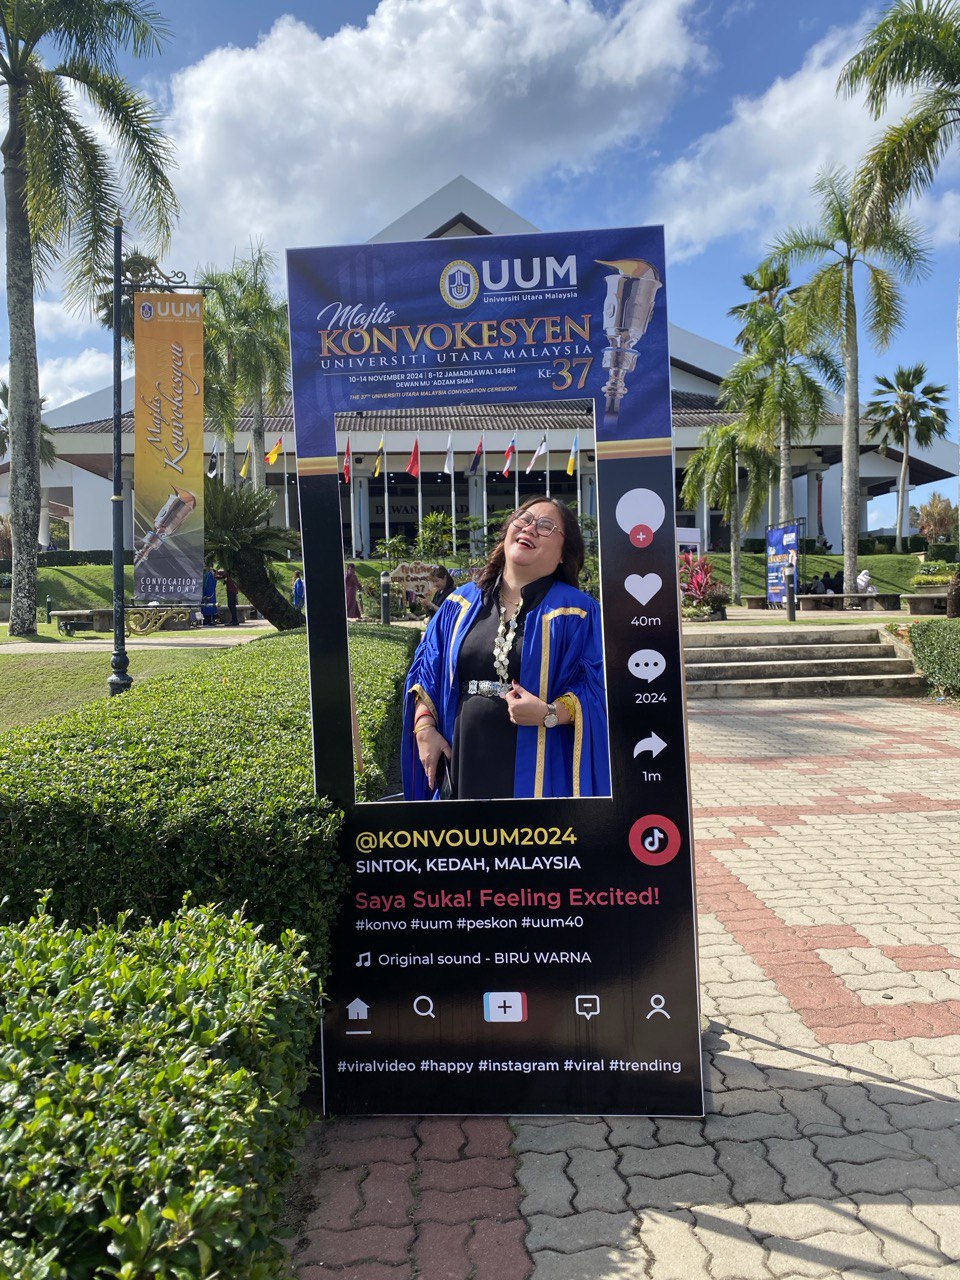 UUM
Universiti Utara Malaysia
Majlis
KONVOKESYEN
UNIVERSITI UTARA MALAYSIA
10-14 NOVEMBER 2024 | 8-12 JAMADILAWAL 1446H
DEWAN MU'ADZAM SHAH
THE 37TH UNIVERSITI UTARA MALAYSIA CONVOCATION CEREMONY
KE-37
UUM
Majlis
Konvokesyen
CONVOCATION
CEREMONY
DEWAN MU
40m
2024
1m
@KONVOUUM2024
SINTOK, KEDAH, MALAYSIA
Saya Suka! Feeling Excited!
#konvo #uum #peskon #uum40
Original sound - BIRU WARNA
#viralvideo #happy #instagram #viral #trending